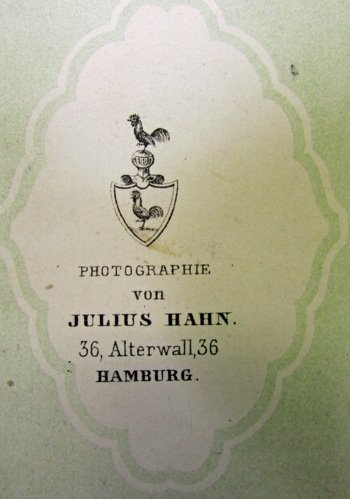 PHOTOGRAPHIE
von
JULIUS HAHN.
36, Alterwall, 36
HAMBURG.